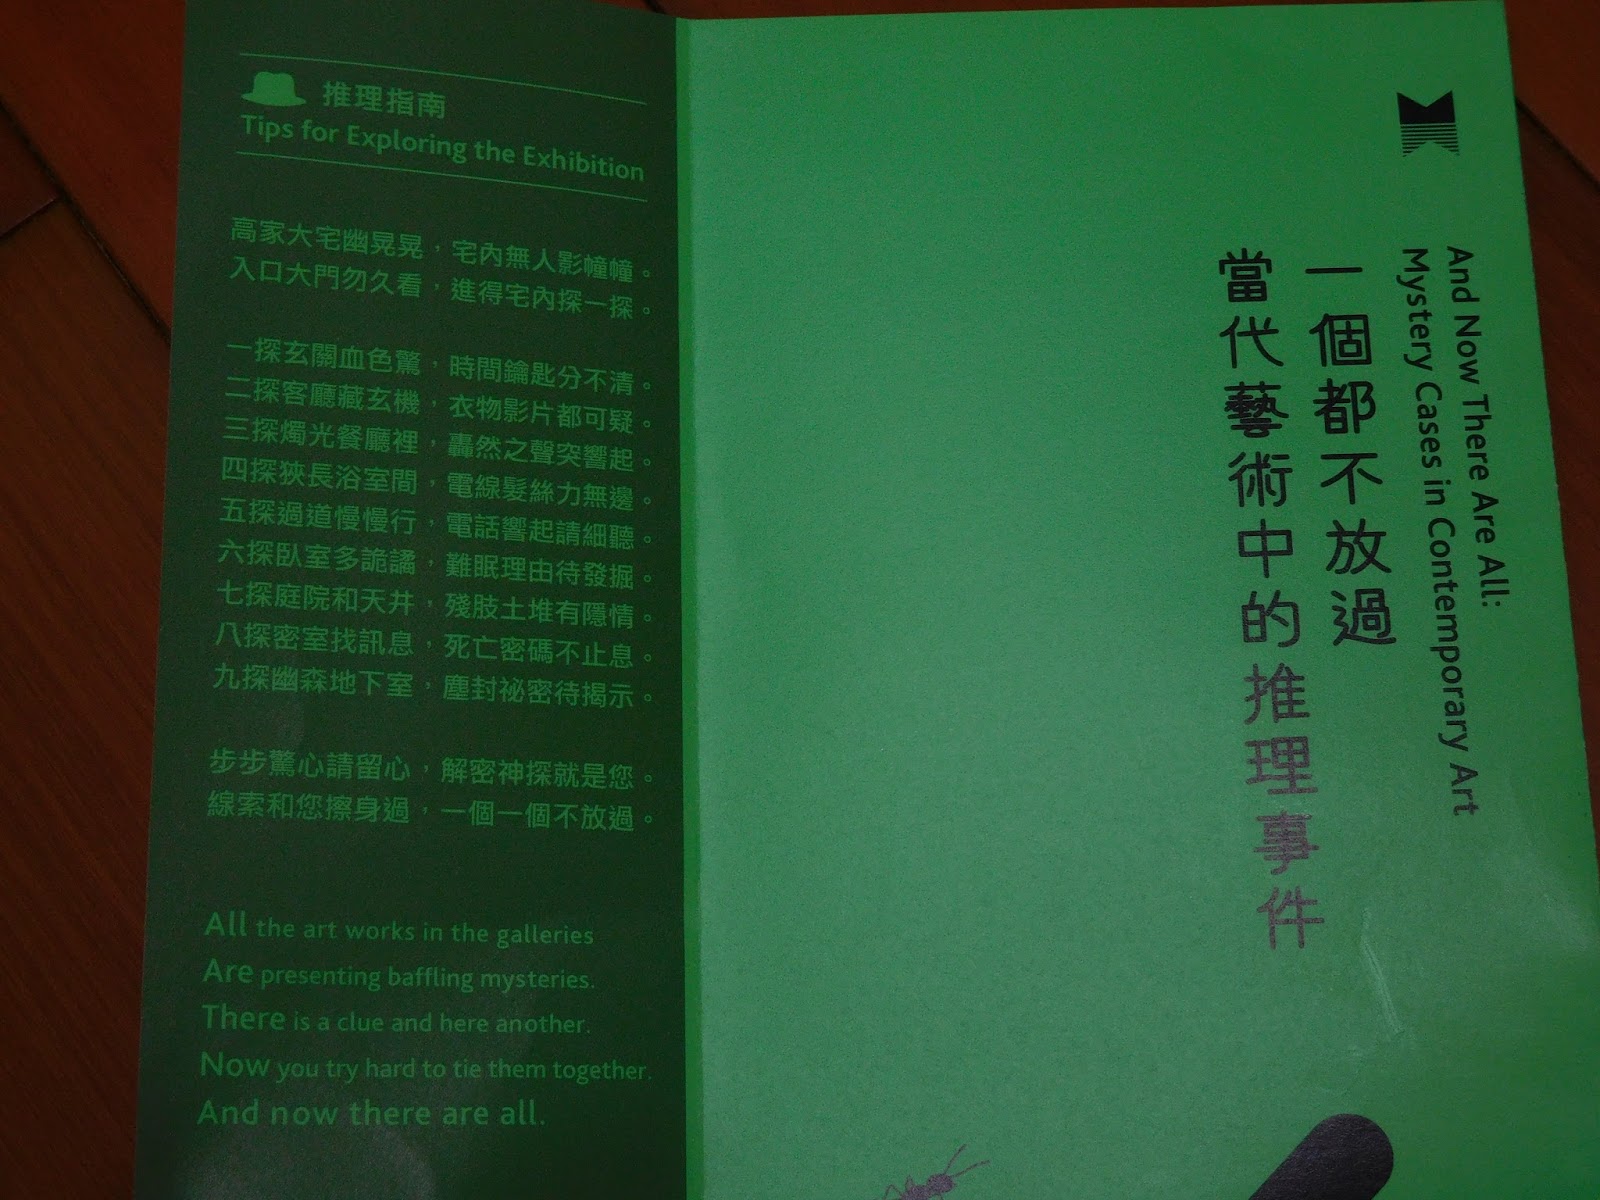 推理指南
Tips for Exploring the Exhibition
高家大宅幽晃晃，宅內無人影幢幢。
入口大門勿久看，進得宅內探一探。
一探玄關血色驚，時間鑰匙分不清。
二探客廳藏玄機，衣物影片都可疑。
三探燭光餐廳裡，轟然之聲突響起。
四探狹長浴室間，電線髮絲力無邊。
五探過道慢慢行，電話響起請細聽。
六探臥室多詭譎，難眠理由待發掘。
七探庭院和天井，殘肢土堆有隱情。
八探密室找訊息，死亡密碼不止息。
九探幽森地下室，塵封祕密待揭示。
步步驚心請留心，解密神探就是您。
線索和您擦身過，一個一個不放過。
All the art works in the galleries
Are presenting baffling mysteries.
There is a clue and here another.
Now you try hard to tie them together.
And now there are all.
And Now There Are All:
Mystery Cases in Contemporary Art
一個都不放過
當代藝術中的推理事件